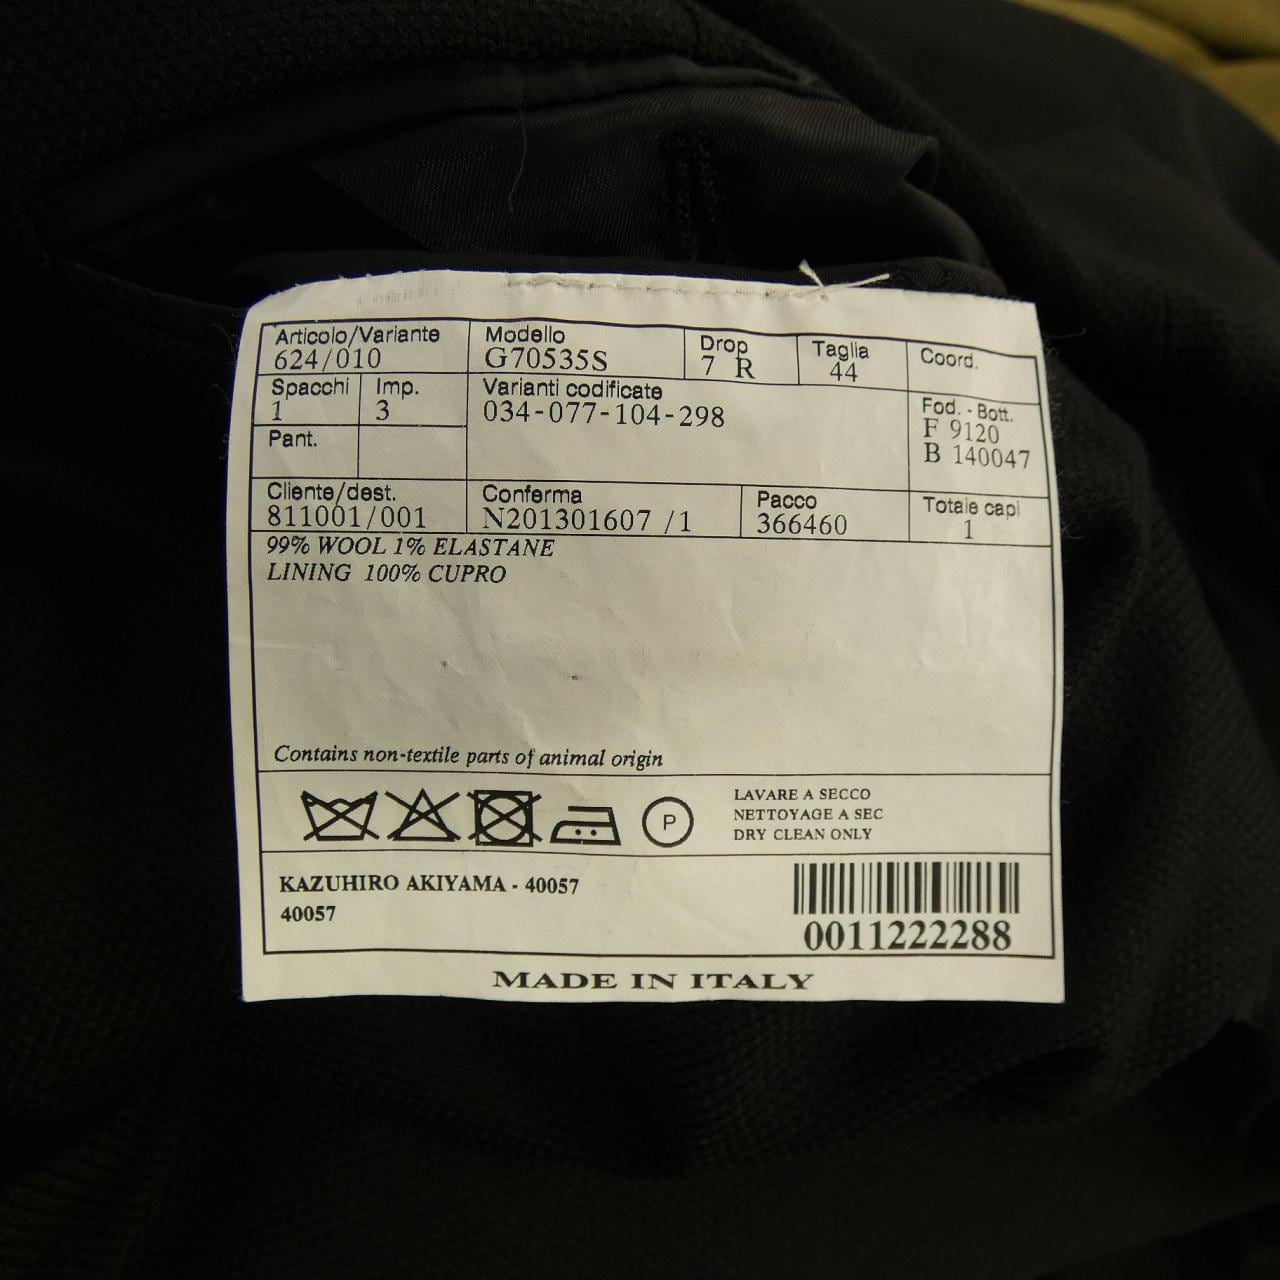 Articolo/Variante
624/010
Modello
G70535S
Drop
7 R
Taglia
44
Coord.
Spacchi
1
Imp.
3
Varianti codificate
034-077-104-298
Fod. - Bott.
F 9120
B 140047
Pant.
Cliente/dest.
811001/001
Conferma
N201301607 /1
Pacco
366460
Totale capi
1
99% WOOL 1% ELASTANE
LINING 100% CUPRO
Contains non-textile parts of animal origin
P
LAVARE A SECCO
NETTOYAGE A SEC
DRY CLEAN ONLY
KAZUHIRO AKIYAMA - 40057
40057
0011222288
MADE IN ITALY